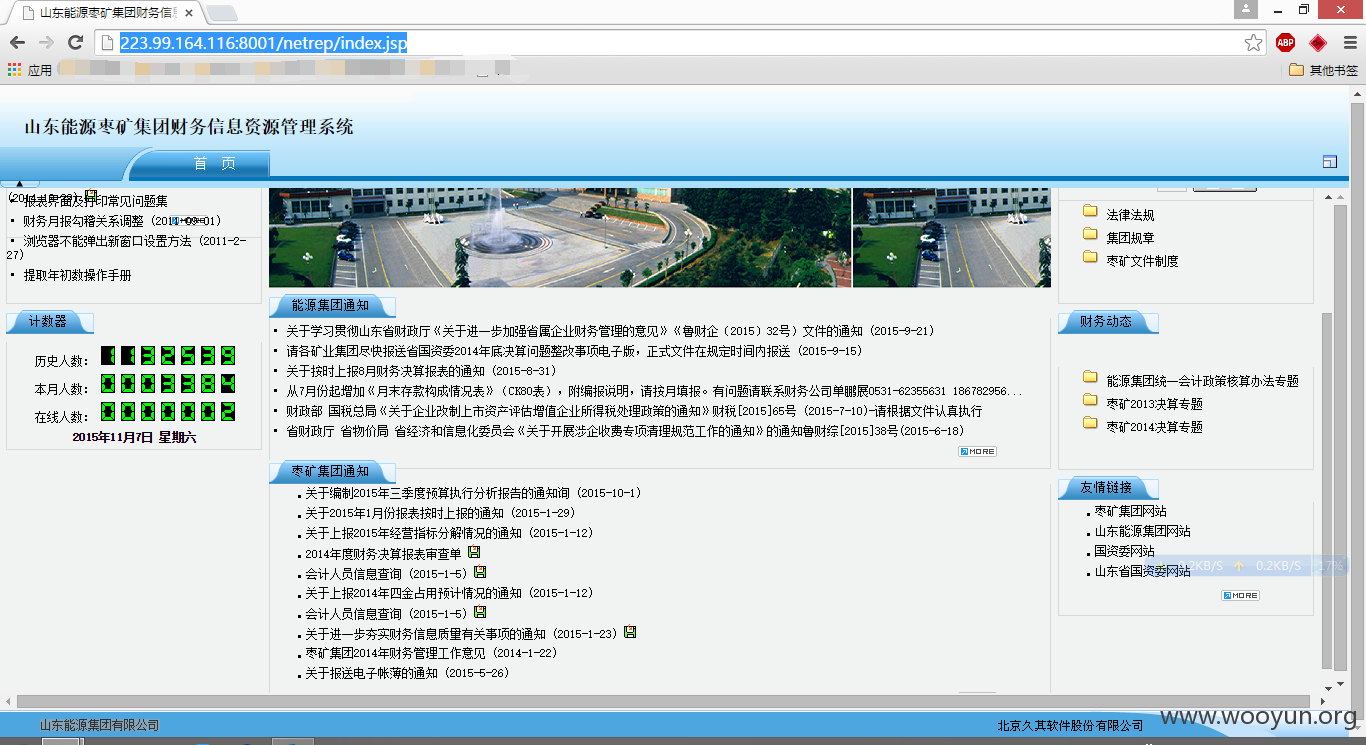 山东能源枣矿集团财务信息
223.99.164.116:8001/netrep/index.jsp
ABP
应用
其他书签
山东能源枣矿集团财务信息资源管理系统
首 页
报表界面及打印常见问题集
财务月报勾稽关系调整 (2011-09-01)
浏览器不能弹出新窗口设置方法 (2011-2-27)
提取年初数操作手册
计数器
历史人数: 1132539
本月人数: 0003384
在线人数: 0000002
2015年11月7日 星期六
能源集团通知
关于学习贯彻山东省财政厅《关于进一步加强省属企业财务管理的意见》《鲁财企（2015）32号）文件的通知 (2015-9-21)
请各矿业集团尽快报送省国资委2014年底决算问题整改事项电子版，正式文件在规定时间内报送 (2015-9-15)
关于按时上报8月财务决算报表的通知 (2015-8-31)
从7月份起增加《月末存款构成情况表》（CK80表），附编报说明，请按月填报。有问题请联系财务公司单鹏展0531-62355631 186782956...
财政部 国税总局《关于企业改制上市资产评估增值企业所得税处理政策的通知》财税[2015]65号 (2015-7-10)-请根据文件认真执行
省财政厅 省物价局 省经济和信息化委员会《关于开展涉企收费专项清理规范工作的通知》的通知鲁财综[2015]38号(2015-6-18)
MORE
枣矿集团通知
关于编制2015年三季度预算执行分析报告的通知询 (2015-10-1)
关于2015年1月份报表按时上报的通知 (2015-1-29)
关于上报2015年经营指标分解情况的通知 (2015-1-12)
2014年度财务决算报表审查单
会计人员信息查询 (2015-1-5)
关于上报2014年四金占用预计情况的通知 (2015-1-12)
会计人员信息查询 (2015-1-5)
关于进一步夯实财务信息质量有关事项的通知 (2015-1-23)
枣矿集团2014年财务管理工作意见 (2014-1-22)
关于报送电子帐薄的通知 (2015-5-26)
法律法规
集团规章
枣矿文件制度
财务动态
能源集团统一会计政策核算办法专题
枣矿2013决算专题
枣矿2014决算专题
友情链接
枣矿集团网站
山东能源集团网站
国资委网站
山东省国资委网站
2KB/S
0.2KB/S
17%
MORE
山东能源集团有限公司
北京久其软件股份有限公司
www.wooyun.org